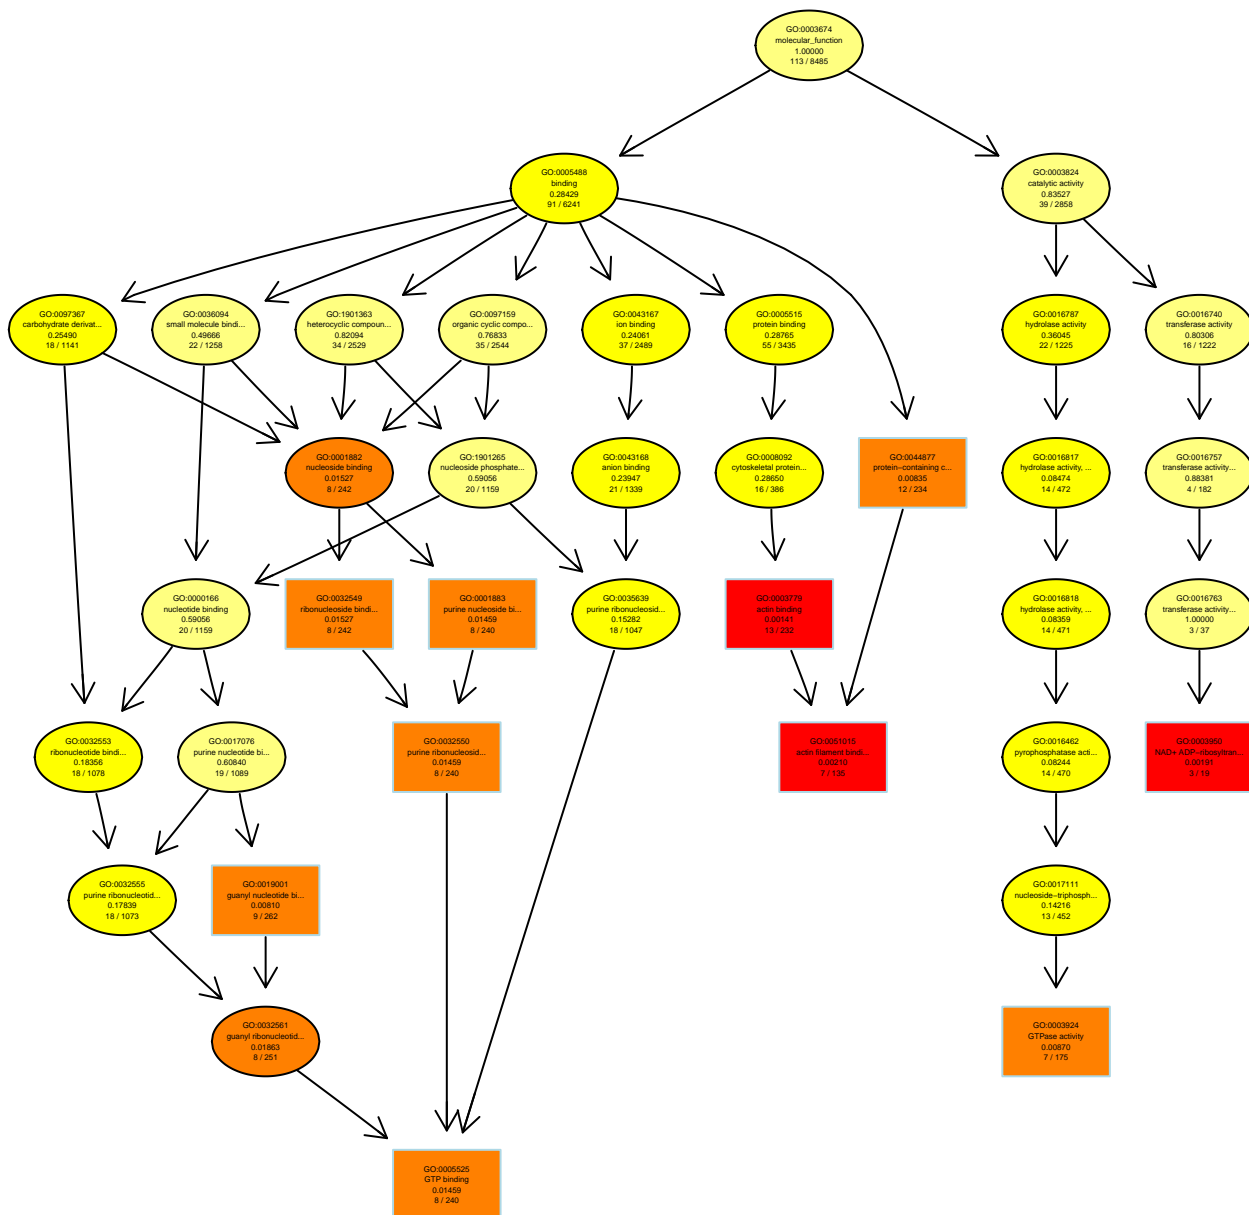 GO:0003674
molecular_function
1.00000
113 / 8485
GO:0005488
binding
0.28429
91 / 6241
GO:0003824
catalytic activity
0.83527
39 / 2858
GO:0097367
carbohydrate derivat...
0.25490
18 / 1141
GO:0036094
small molecule bindi...
0.49666
22 / 1258
GO:1901363
heterocyclic compoun...
0.82094
34 / 2529
GO:0097159
organic cyclic compo...
0.76833
35 / 2544
GO:0043167
ion binding
0.24061
37 / 2489
GO:0005515
protein binding
0.28765
55 / 3435
GO:0016787
hydrolase activity
0.36045
22 / 1225
GO:0016740
transferase activity
0.80306
16 / 1222
GO:0001882
nucleoside binding
0.01527
8 / 242
GO:1901265
nucleoside phosphate...
0.59056
20 / 1159
GO:0043168
anion binding
0.23947
21 / 1339
GO:0008092
cytoskeletal protein...
0.28650
16 / 386
GO:0044877
protein−containing c...
0.00835
12 / 234
GO:0016817
hydrolase activity, ...
0.08474
14 / 472
GO:0016757
transferase activity...
0.88381
4 / 182
GO:0000166
nucleotide binding
0.59056
20 / 1159
GO:0032549
ribonucleoside bindi...
0.01527
8 / 242
GO:0001883
purine nucleoside bi...
0.01459
8 / 240
GO:0035639
purine ribonucleosid...
0.15282
18 / 1047
GO:0003779
actin binding
0.00141
13 / 232
GO:0016818
hydrolase activity, ...
0.08359
14 / 471
GO:0016763
transferase activity...
1.00000
3 / 37
GO:0032553
ribonucleotide bindi...
0.18356
18 / 1078
GO:0017076
purine nucleotide bi...
0.60840
19 / 1089
GO:0032550
purine ribonucleosid...
0.01459
8 / 240
GO:0051015
actin filament bindi...
0.00210
7 / 135
GO:0016462
pyrophosphatase acti...
0.08244
14 / 470
GO:0003950
NAD+ ADP−ribosyltran...
0.00191
3 / 19
GO:0032555
purine ribonucleotid...
0.17839
18 / 1073
GO:0019001
guanyl nucleotide bi...
0.00810
9 / 262
GO:0017111
nucleoside−triphosph...
0.14216
13 / 452
GO:0032561
guanyl ribonucleotid...
0.01863
8 / 251
GO:0003924
GTPase activity
0.00870
7 / 175
GO:0005525
GTP binding
0.01459
8 / 240